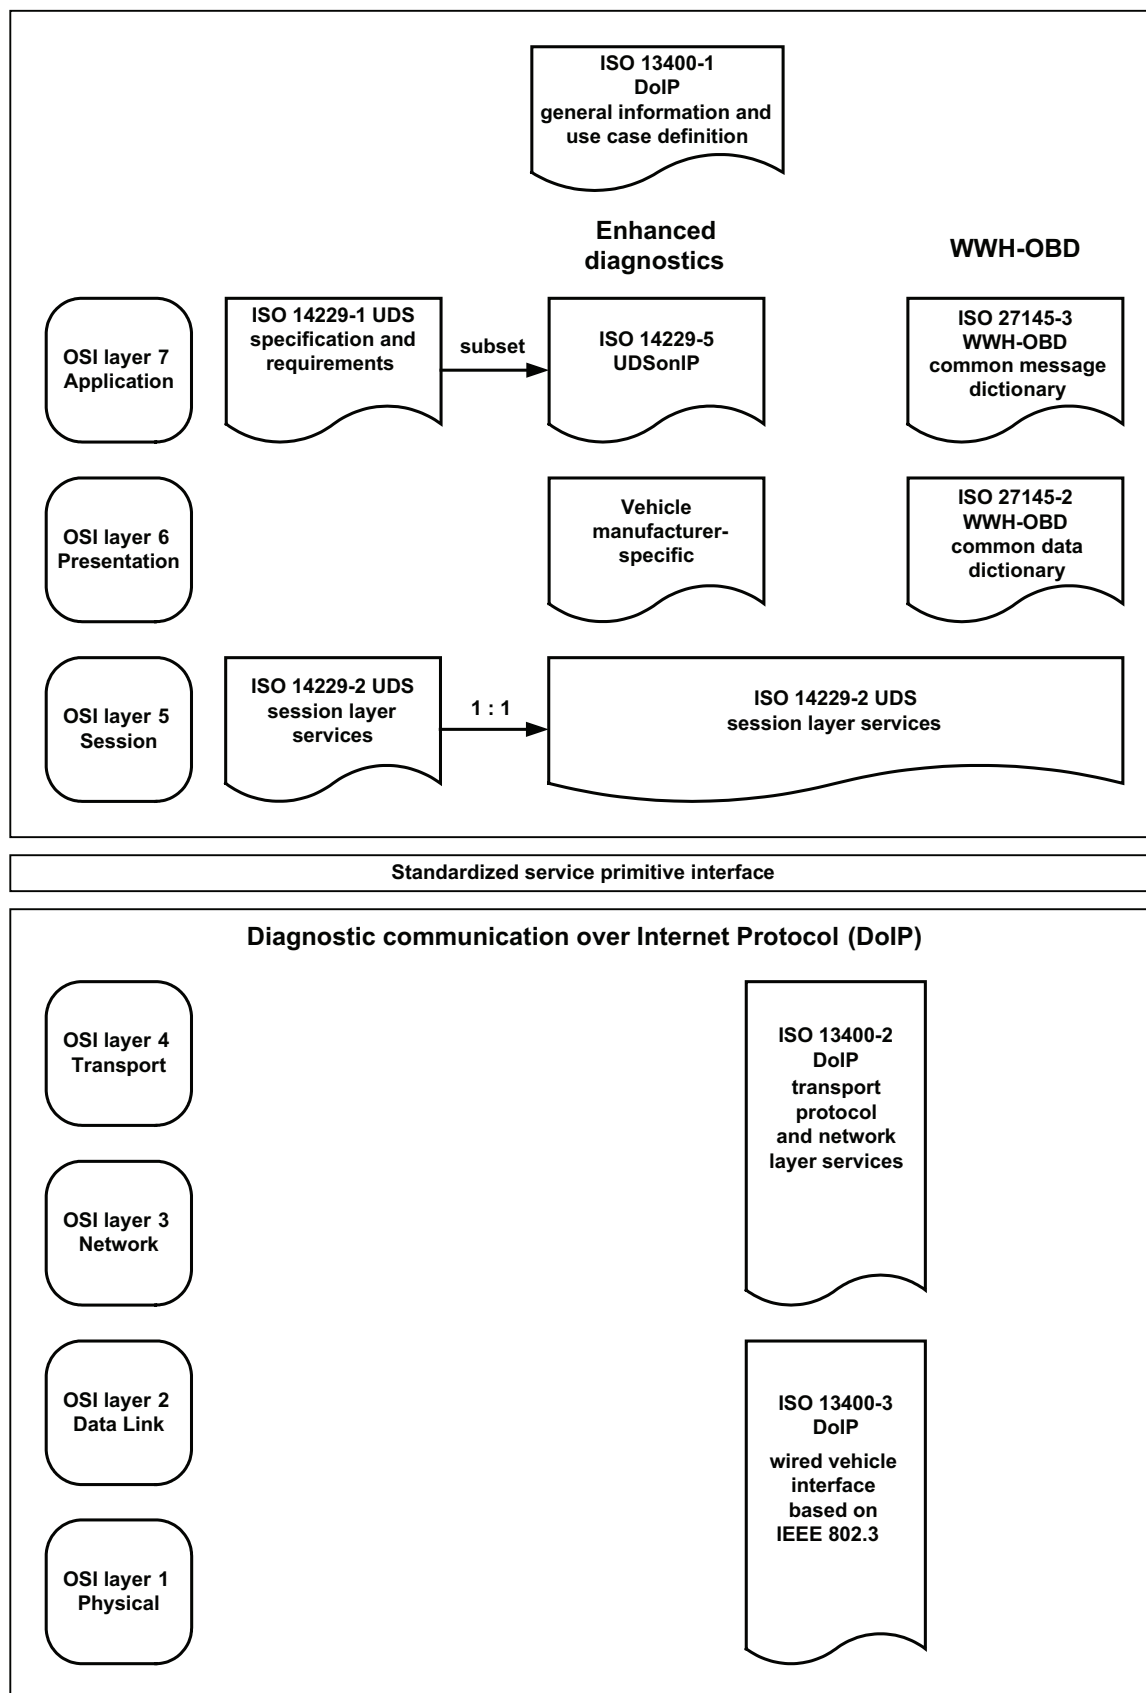 ISO 13400-1
DoIP
general information and
use case definition
Enhanced
diagnostics
WWH-OBD
OSI layer 7
Application
ISO 14229-1 UDS
specification and
requirements
subset
ISO 14229-5
UDSonIP
ISO 27145-3
WWH-OBD
common message
dictionary
OSI layer 6
Presentation
Vehicle
manufacturer-
specific
ISO 27145-2
WWH-OBD
common data
dictionary
OSI layer 5
Session
ISO 14229-2 UDS
session layer
services
1 : 1
ISO 14229-2 UDS
session layer services
Standardized service primitive interface
Diagnostic communication over Internet Protocol (DoIP)
OSI layer 4
Transport
ISO 13400-2
DoIP
transport
protocol
and network
layer services
OSI layer 3
Network
OSI layer 2
Data Link
ISO 13400-3
DoIP
wired vehicle
interface
based on
IEEE 802.3
OSI layer 1
Physical